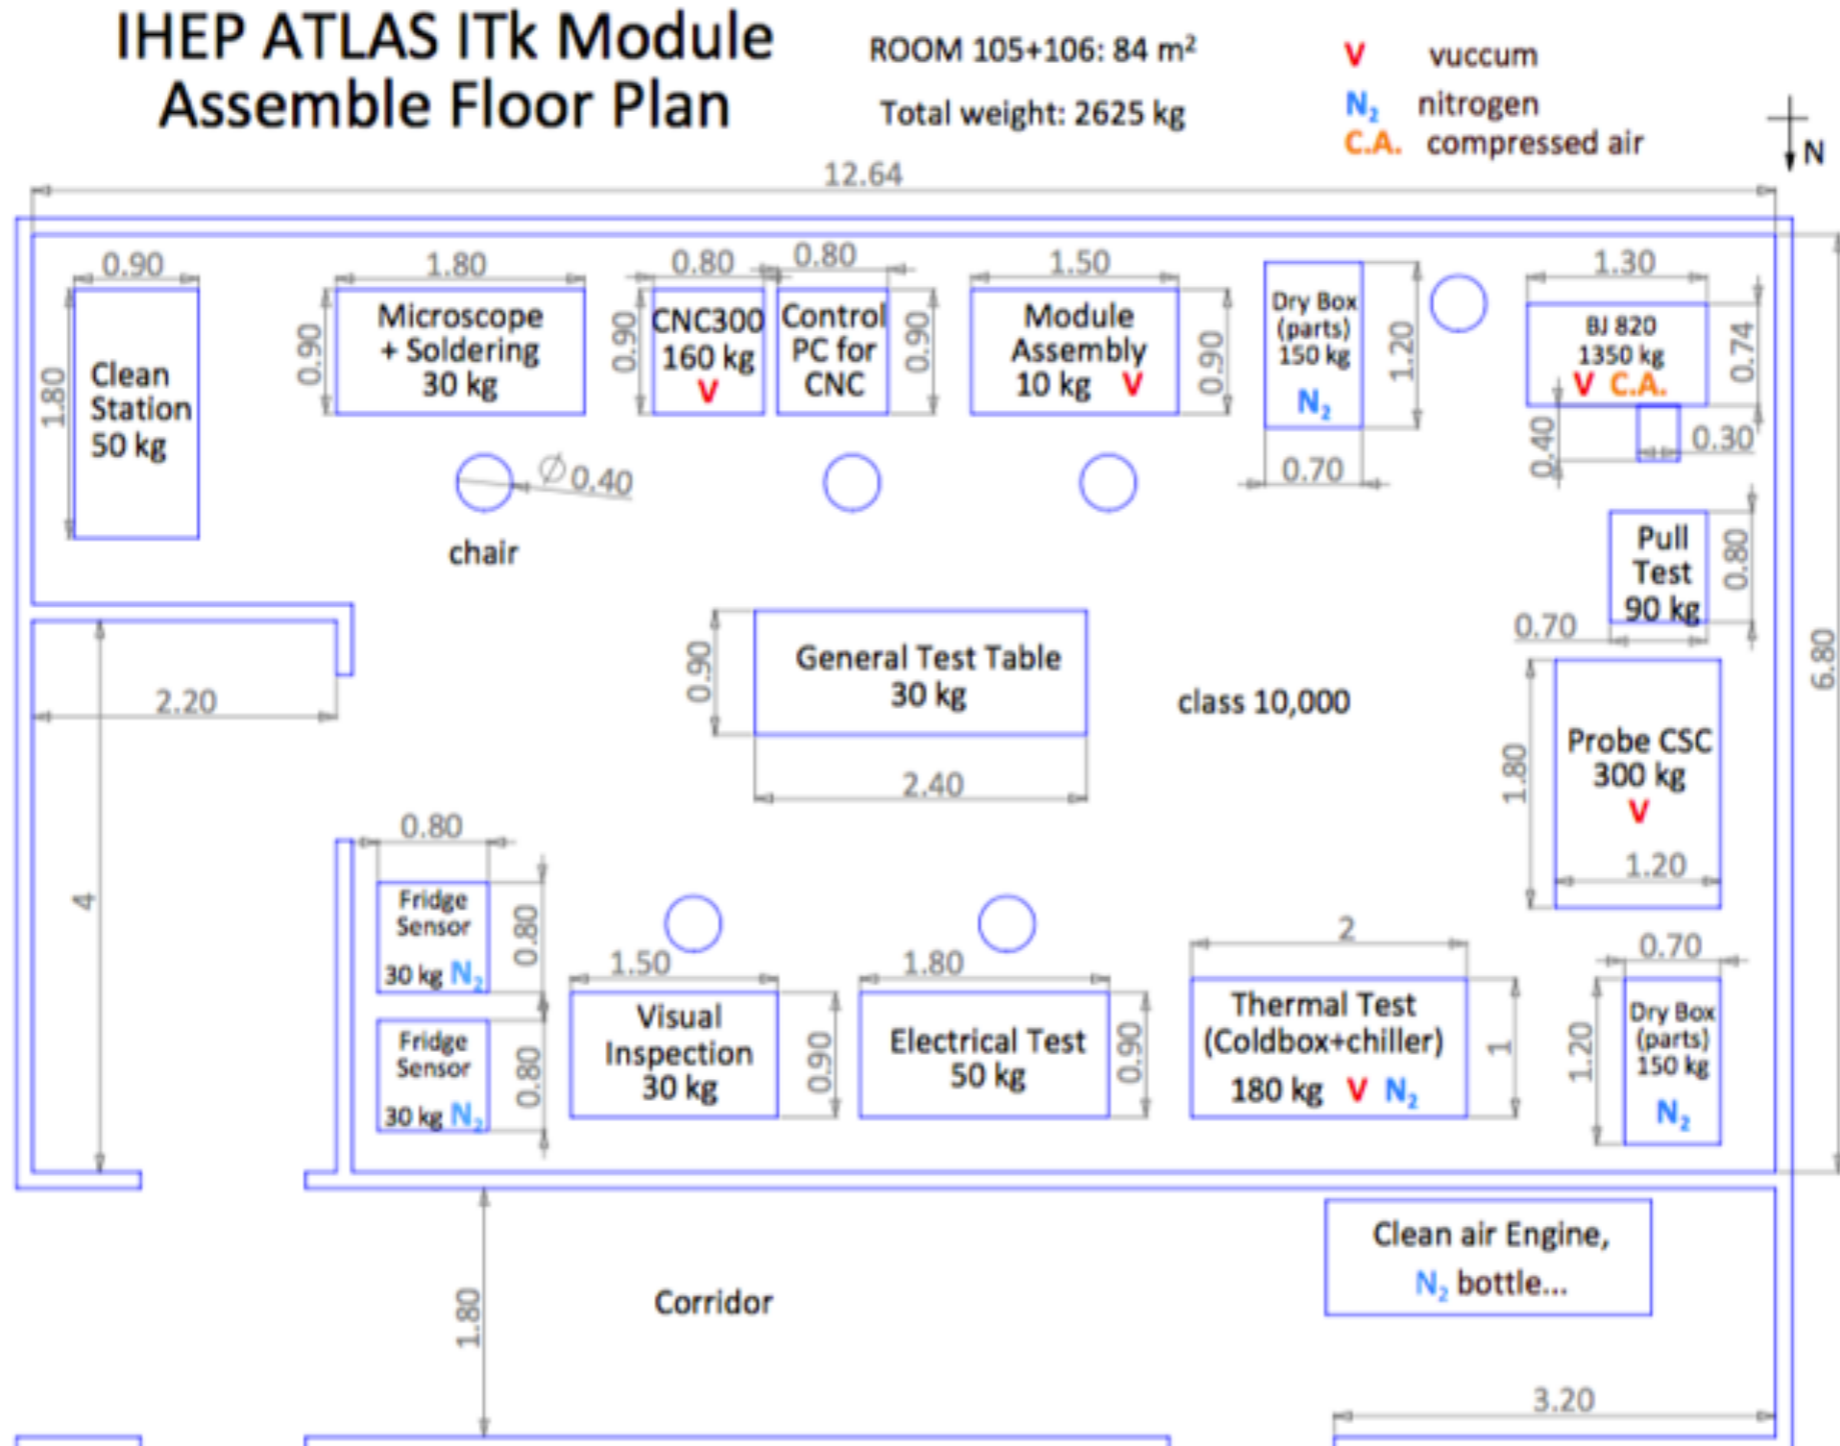 IHEP ATLAS ITk Module
Assemble Floor Plan
ROOM 105+106: 84 m²
Total weight: 2625 kg
V vuccum
N₂ nitrogen
C.A. compressed air
N
12.64
0.90
1.80
0.80
0.80
1.50
1.30
1.80
Clean
Station
50 kg
0.90
Microscope
+ Soldering
30 kg
0.90
CNC300
160 kg
V
Control
PC for
CNC
0.90
Module
Assembly
10 kg V
0.90
Dry Box
(parts)
150 kg
N₂
1.20
0.70
BJ 820
1350 kg
V C.A.
0.74
0.40
0.30
∅0.40
chair
Pull
Test
90 kg
0.80
0.70
6.80
0.90
General Test Table
30 kg
2.40
class 10,000
2.20
4
1.80
Probe CSC
300 kg
V
1.20
0.80
Fridge
Sensor
30 kg N₂
0.80
Fridge
Sensor
30 kg N₂
0.80
1.50
Visual
Inspection
30 kg
0.90
1.80
Electrical Test
50 kg
0.90
2
Thermal Test
(Coldbox+chiller)
180 kg V N₂
1
0.70
Dry Box
(parts)
150 kg
N₂
1.20
1.80
Corridor
Clean air Engine,
N₂ bottle...
3.20